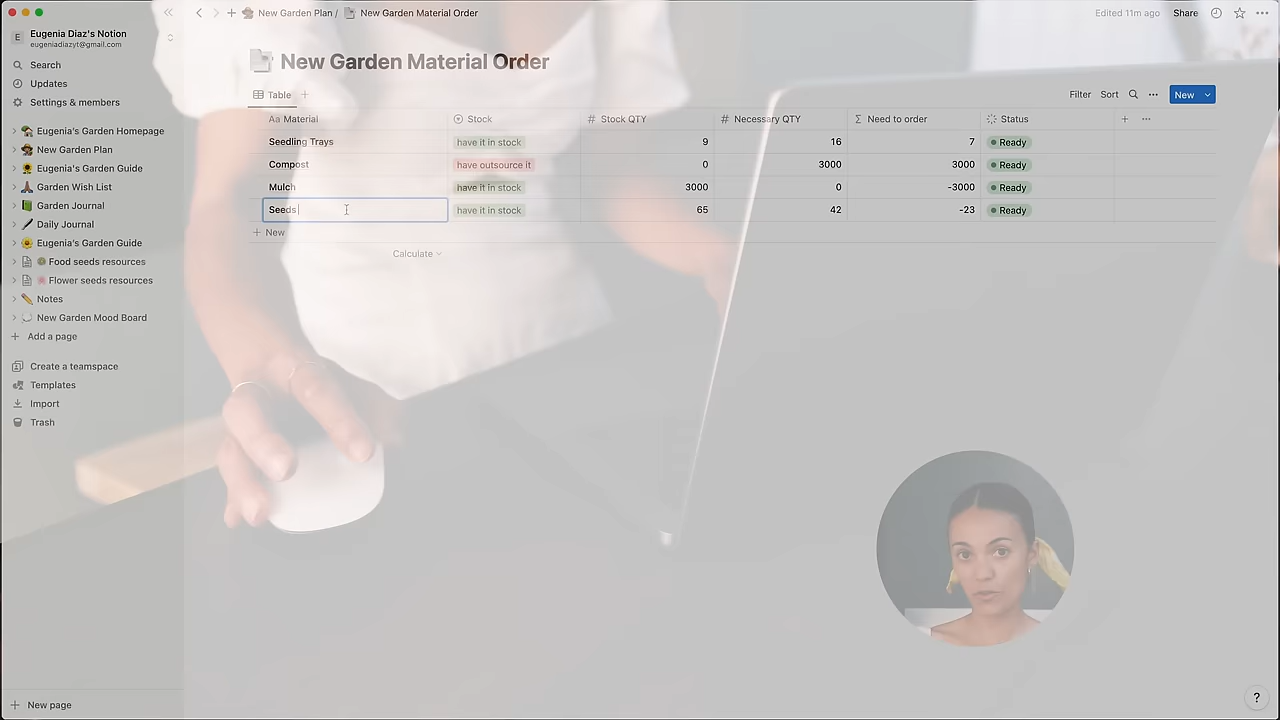 New Garden Plan / New Garden Material Order
Edited 11m ago Share
E Eugenia Diaz's Notion
eugeniadiazyt@gmail.com
Search
Updates
Settings & members
Eugenia's Garden Homepage
New Garden Plan
Eugenia's Garden Guide
Garden Wish List
Garden Journal
Daily Journal
Eugenia's Garden Guide
Food seeds resources
Flower seeds resources
Notes
New Garden Mood Board
Add a page
Create a teamspace
Templates
Import
Trash
New page
New Garden Material Order
Table
Filter Sort New
Aa Material Stock # Stock QTY # Necessary QTY Σ Need to order Status
Seedling Trays have it in stock 9 16 7 Ready
Compost have outsource it 0 3000 3000 Ready
Mulch have it in stock 3000 0 -3000 Ready
Seeds have it in stock 65 42 -23 Ready
+ New
Calculate
?